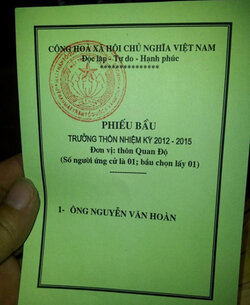 CỘNG HOÀ XÃ HỘI CHỦ NGHĨA VIỆT NAM
Độc lập - Tự do - Hạnh phúc
PHIẾU BẦU
TRƯỞNG THÔN NHIỆM KỲ 2012 - 2015
Đơn vị: thôn Quan Độ
(Số người ứng cử là 01; bầu chọn lấy 01)
1- ÔNG NGUYỄN VĂN HOÀN